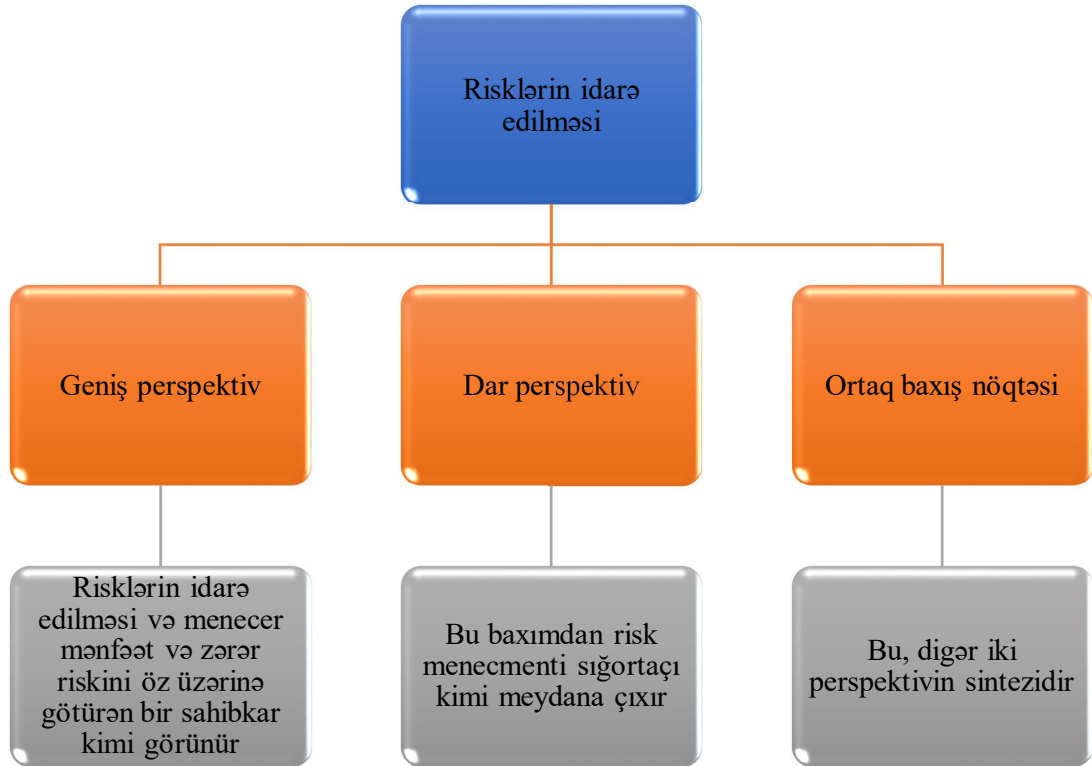 Risklərin idarə
edilməsi
Geniş perspektiv
Dar perspektiv
Ortaq baxış nöqtəsi
Risklərin idarə
edilməsi və menecer
mənfəət və zərər
riskini öz üzərinə
götürən bir sahibkar
kimi görünür
Bu baxımdan risk
menecmenti sığortaçı
kimi meydana çıxır
Bu, digər iki
perspektivin sintezidir